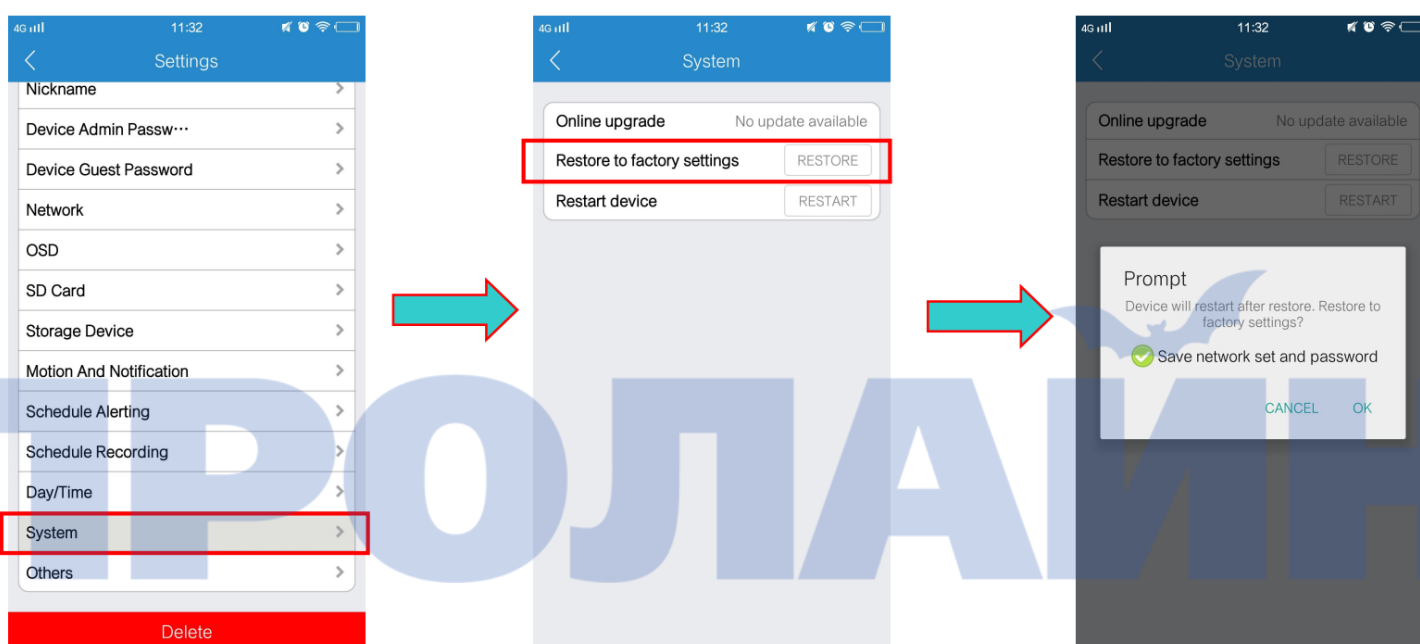 4G 11:32
Settings
Nickname
Device Admin Passw···
Device Guest Password
Network
OSD
SD Card
Storage Device
Motion And Notification
Schedule Alerting
Schedule Recording
Day/Time
System
Others
Delete
4G 11:32
System
Online upgrade No update available
Restore to factory settings RESTORE
Restart device RESTART
4G 11:32
System
Online upgrade No update available
Restore to factory settings RESTORE
Restart device RESTART
Prompt
Device will restart after restore. Restore to
factory settings?
Save network set and password
CANCEL OK
ПРОЛАЙН